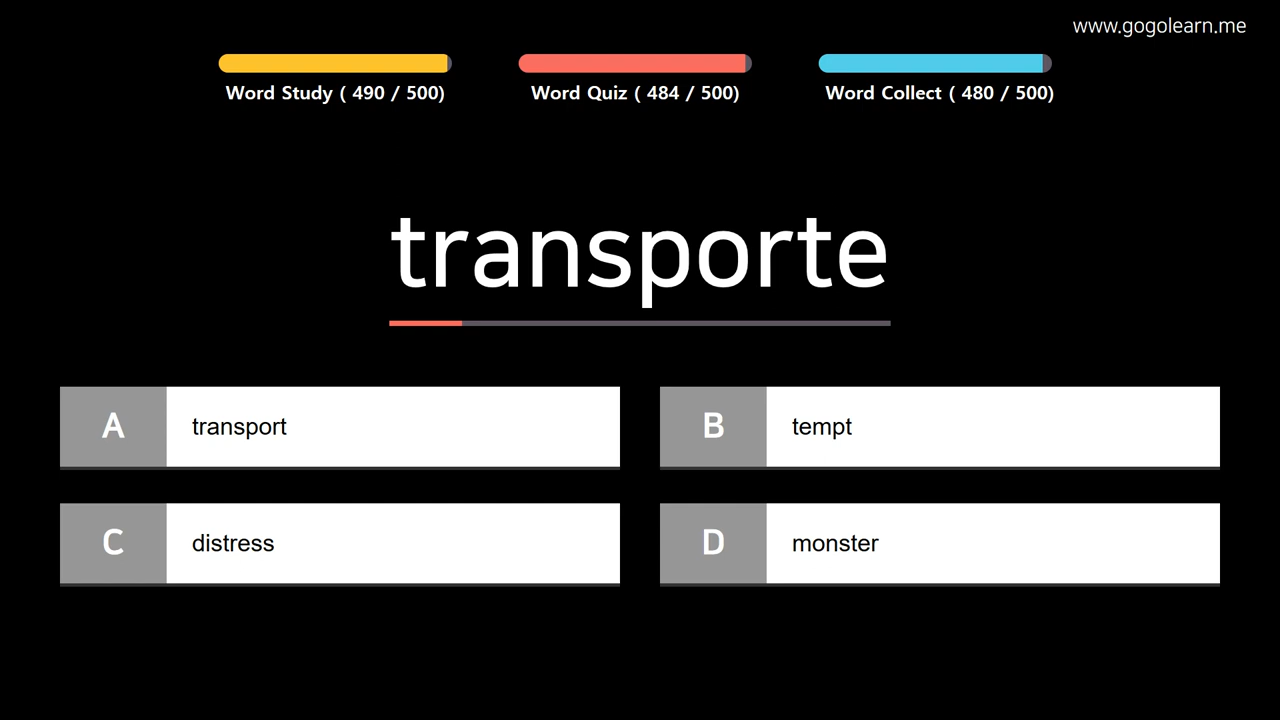 www.gogolearn.me
Word Study ( 490 / 500)
Word Quiz ( 484 / 500)
Word Collect ( 480 / 500)
transporte
A transport
B tempt
C distress
D monster